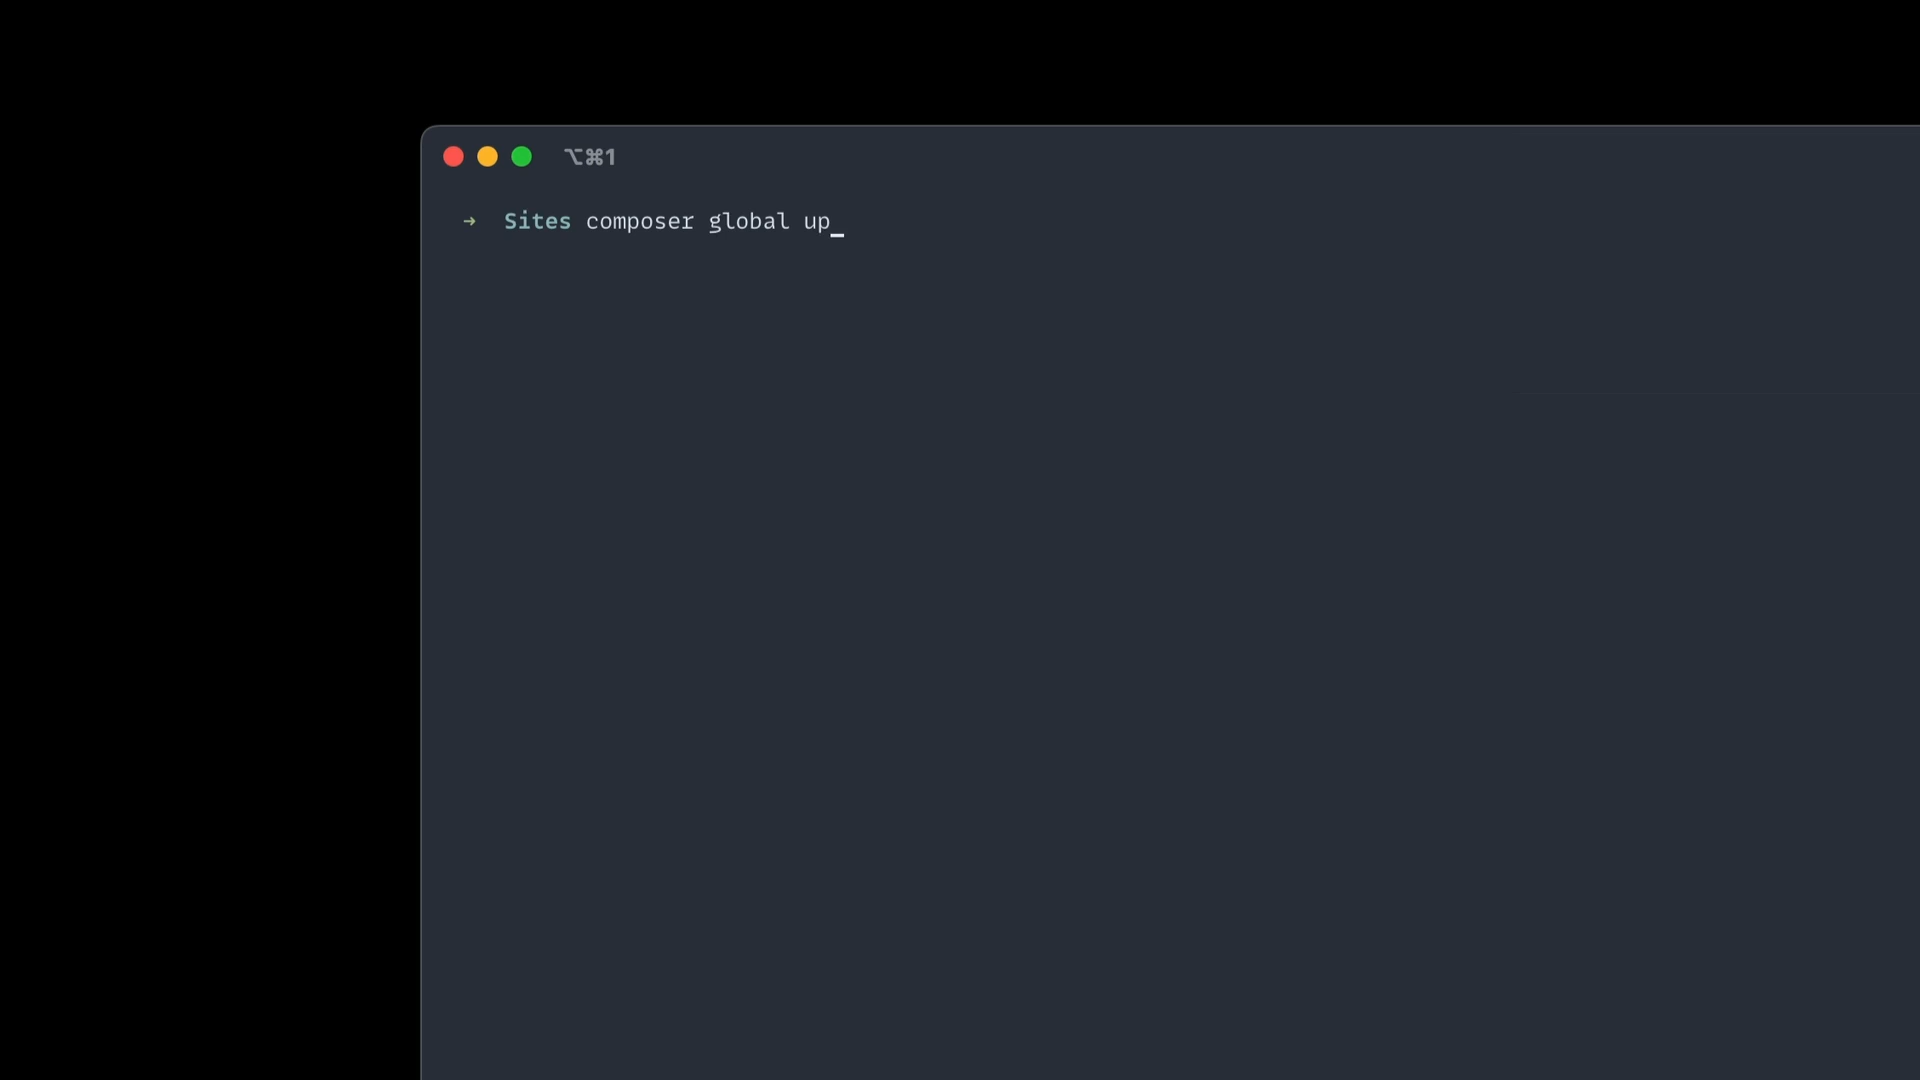 ⌥⌘1
➜ Sites composer global up_